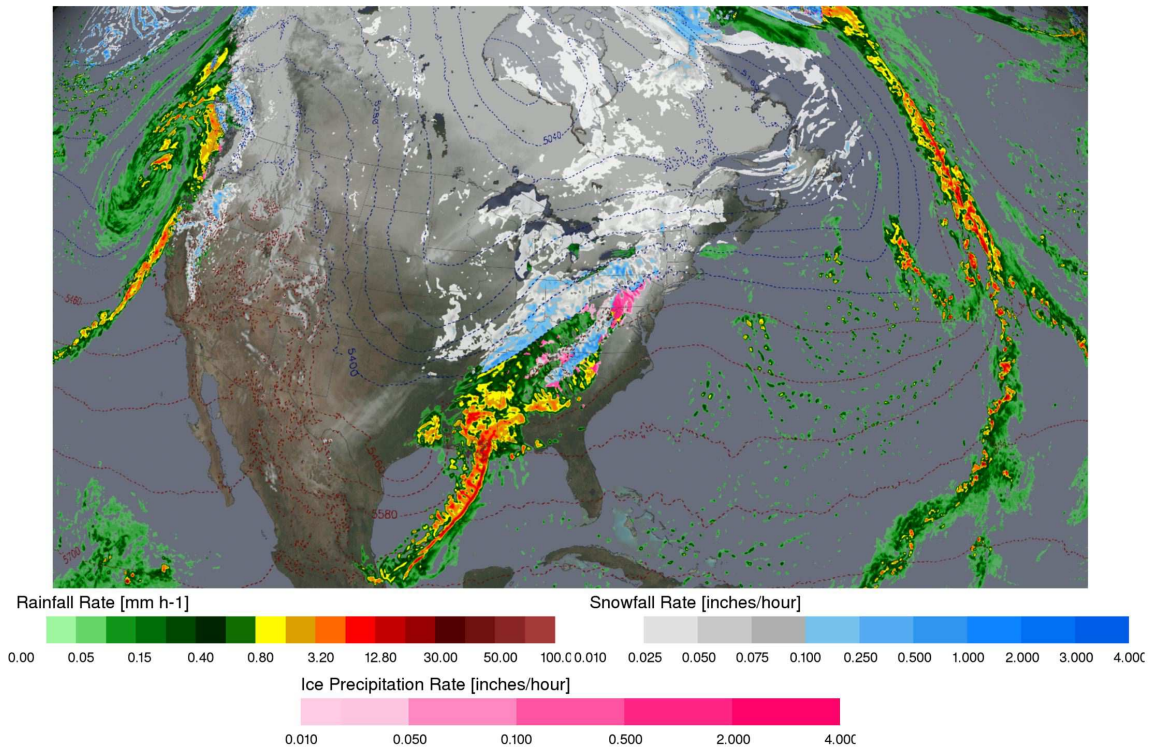 5040
5400
5580
5700
Rainfall Rate [mm h-1]
Snowfall Rate [inches/hour]
0.00 0.05 0.15 0.40 0.80 3.20 12.80 30.00 50.00 100.0
0.010 0.025 0.050 0.075 0.100 0.250 0.500 1.000 2.000 3.000 4.000
Ice Precipitation Rate [inches/hour]
0.010 0.050 0.100 0.500 2.000 4.000